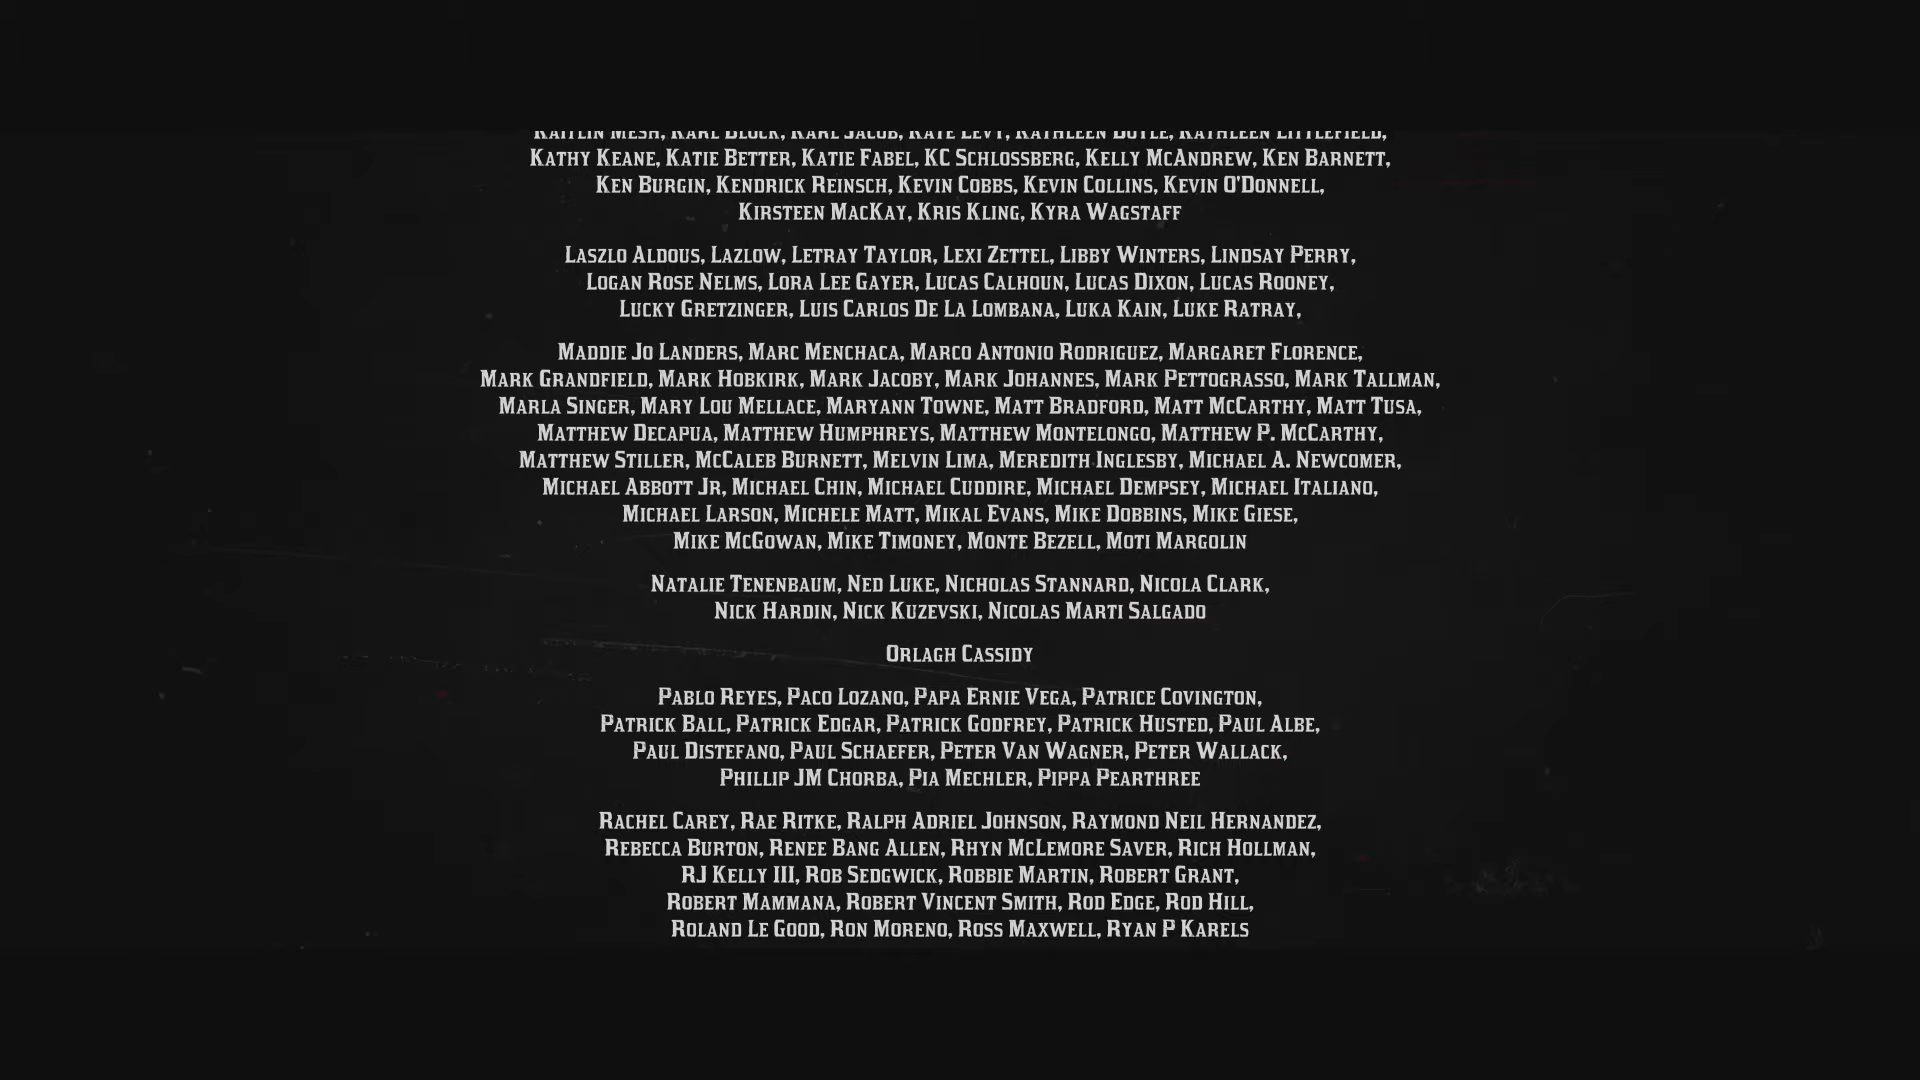 Kaitlin Mesh, Karl Block, Karl Jacob, Kate Levy, Kathleen Doyle, Kathleen Littlefield,
Kathy Keane, Katie Better, Katie Fabel, KC Schlossberg, Kelly McAndrew, Ken Barnett,
Ken Burgin, Kendrick Reinsch, Kevin Cobbs, Kevin Collins, Kevin O'Donnell,
Kirsteen MacKay, Kris Kling, Kyra Wagstaff
Laszlo Aldous, Lazlow, Letray Taylor, Lexi Zettel, Libby Winters, Lindsay Perry,
Logan Rose Nelms, Lora Lee Gayer, Lucas Calhoun, Lucas Dixon, Lucas Rooney,
Lucky Gretzinger, Luis Carlos De La Lombana, Luka Kain, Luke Ratray,
Maddie Jo Landers, Marc Menchaca, Marco Antonio Rodriguez, Margaret Florence,
Mark Grandfield, Mark Hobkirk, Mark Jacoby, Mark Johannes, Mark Pettograsso, Mark Tallman,
Marla Singer, Mary Lou Mellace, Maryann Towne, Matt Bradford, Matt McCarthy, Matt Tusa,
Matthew Decapua, Matthew Humphreys, Matthew Montelongo, Matthew P. McCarthy,
Matthew Stiller, McCaleb Burnett, Melvin Lima, Meredith Inglesby, Michael A. Newcomer,
Michael Abbott Jr, Michael Chin, Michael Cuddire, Michael Dempsey, Michael Italiano,
Michael Larson, Michele Matt, Mikal Evans, Mike Dobbins, Mike Giese,
Mike McGowan, Mike Timoney, Monte Bezell, Moti Margolin
Natalie Tenenbaum, Ned Luke, Nicholas Stannard, Nicola Clark,
Nick Hardin, Nick Kuzevski, Nicolas Marti Salgado
Orlagh Cassidy
Pablo Reyes, Paco Lozano, Papa Ernie Vega, Patrice Covington,
Patrick Ball, Patrick Edgar, Patrick Godfrey, Patrick Husted, Paul Albe,
Paul Distefano, Paul Schaefer, Peter Van Wagner, Peter Wallack,
Phillip JM Chorba, Pia Mechler, Pippa Pearthree
Rachel Carey, Rae Ritke, Ralph Adriel Johnson, Raymond Neil Hernandez,
Rebecca Burton, Renee Bang Allen, Rhyn McLemore Saver, Rich Hollman,
RJ Kelly III, Rob Sedgwick, Robbie Martin, Robert Grant,
Robert Mammana, Robert Vincent Smith, Rod Edge, Rod Hill,
Roland Le Good, Ron Moreno, Ross Maxwell, Ryan P Karels